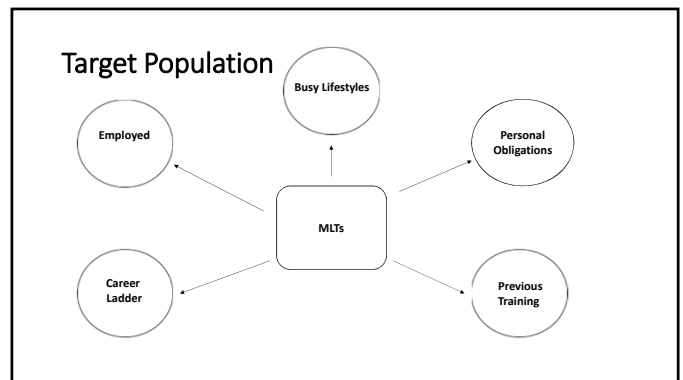 Target Population
Busy Lifestyles
Employed
Personal
Obligations
MLTs
Career
Ladder
Previous
Training